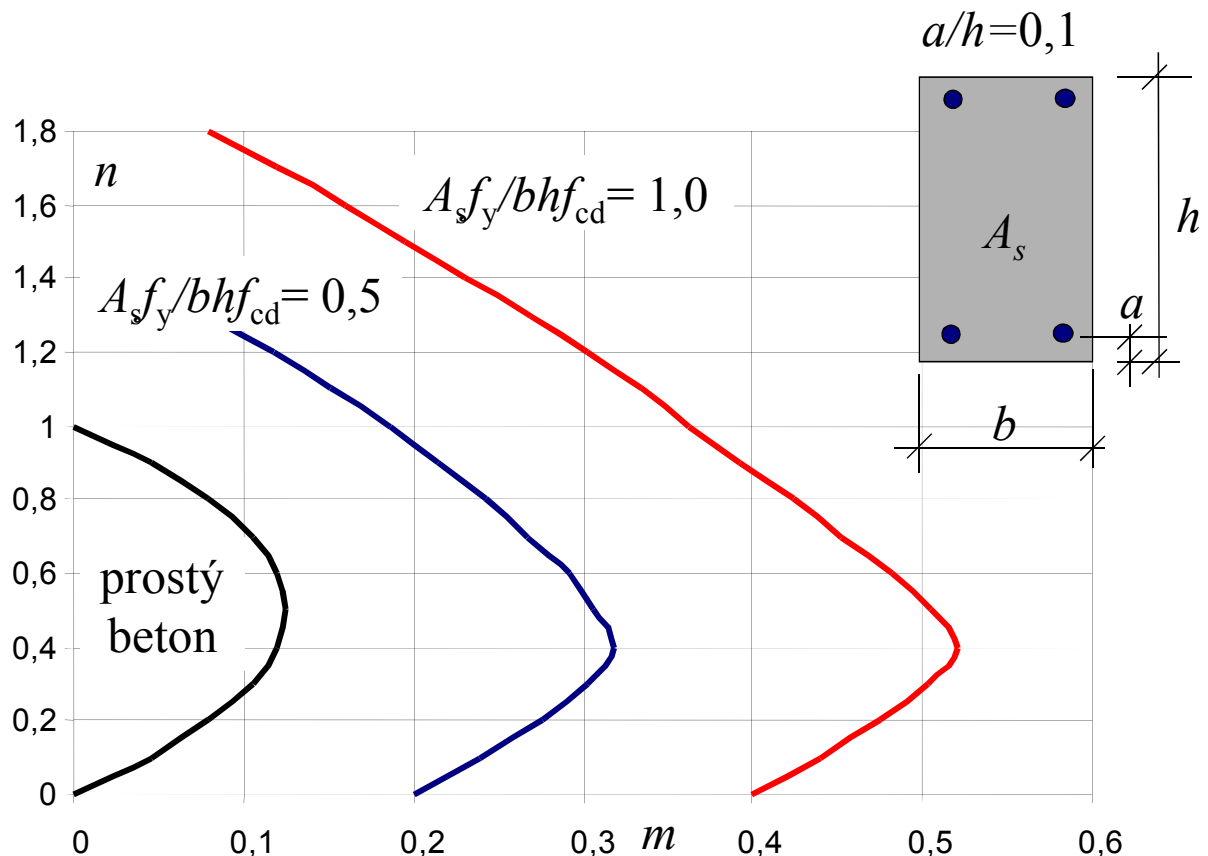 a/h=0,1
1,8
n
1,6
Asfy/bhfcd= 1,0
As
h
1,4
Asfy/bhfcd= 0,5
a
1,2
1
b
0,8
prostý
0,6
beton
0,4
0,2
0
0 0,1 0,2 0,3 m 0,4 0,5 0,6